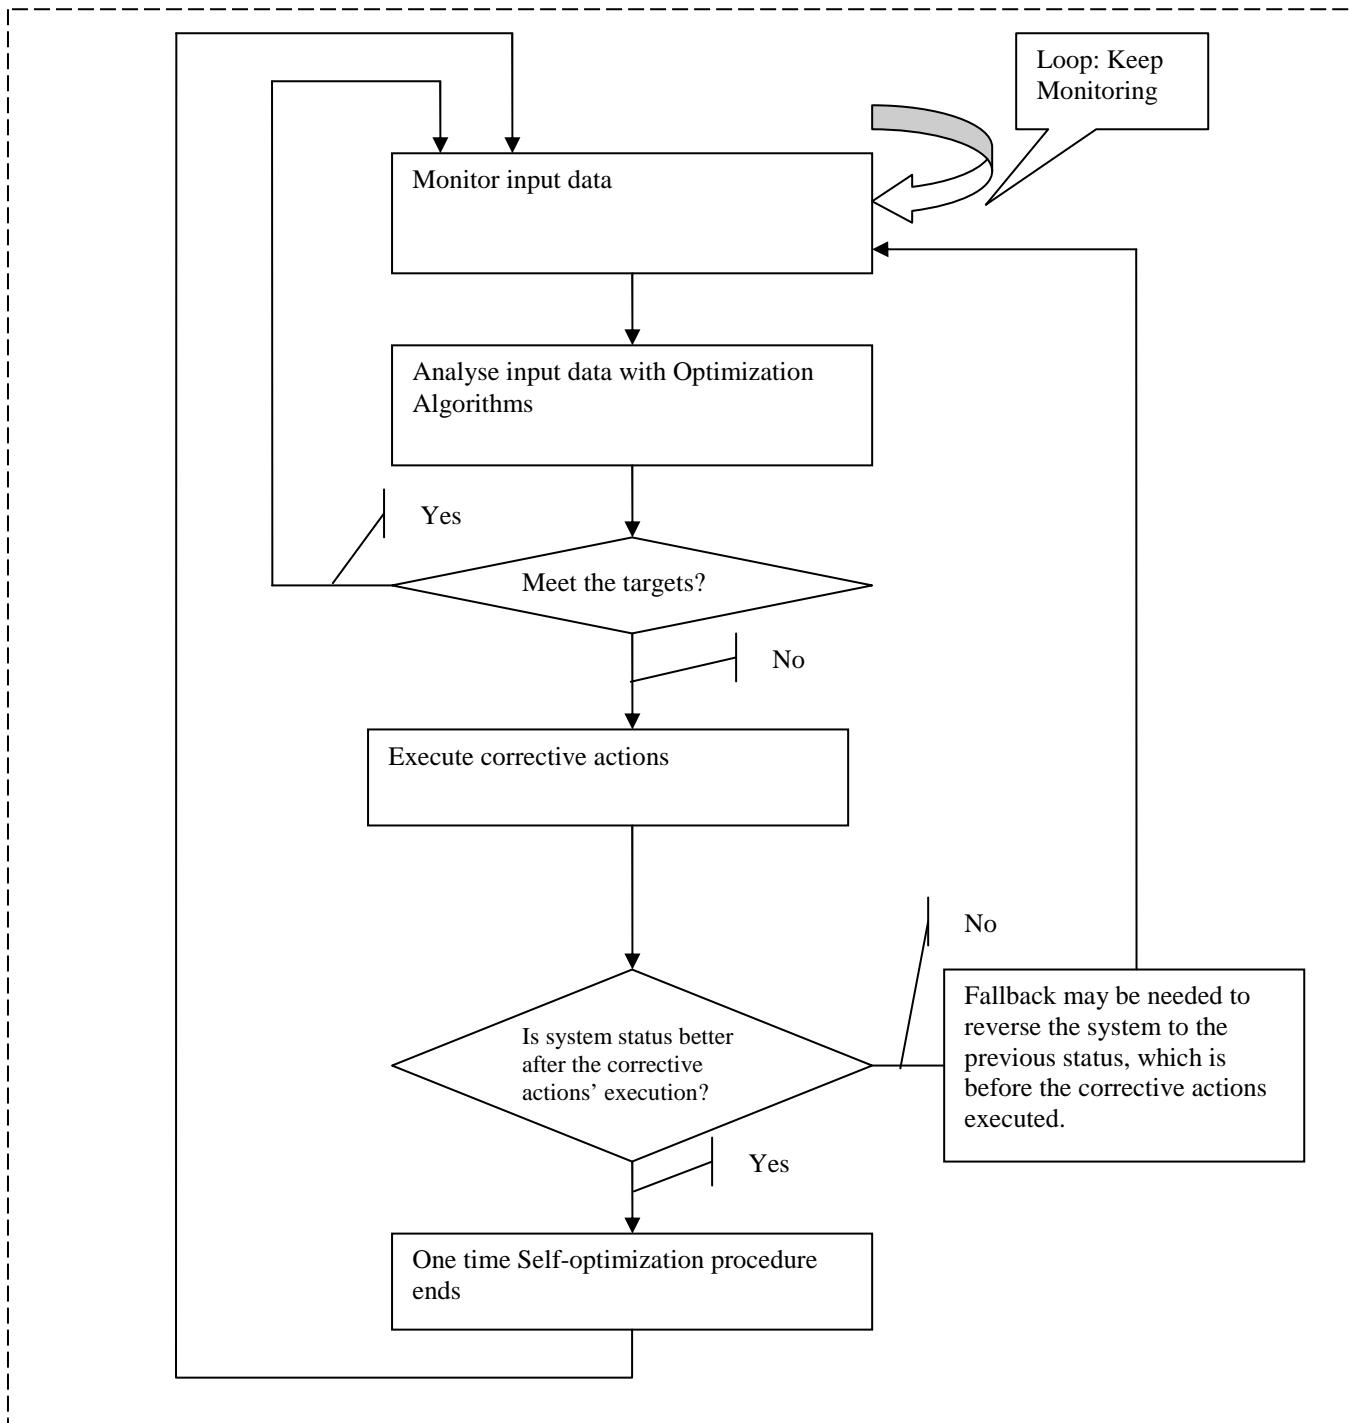 Loop: Keep
Monitoring
Monitor input data
Analyse input data with Optimization
Algorithms
Yes
Meet the targets?
No
Execute corrective actions
No
Fallback may be needed to
reverse the system to the
previous status, which is
before the corrective actions
executed.
Is system status better
after the corrective
actions’ execution?
Yes
One time Self-optimization procedure
ends